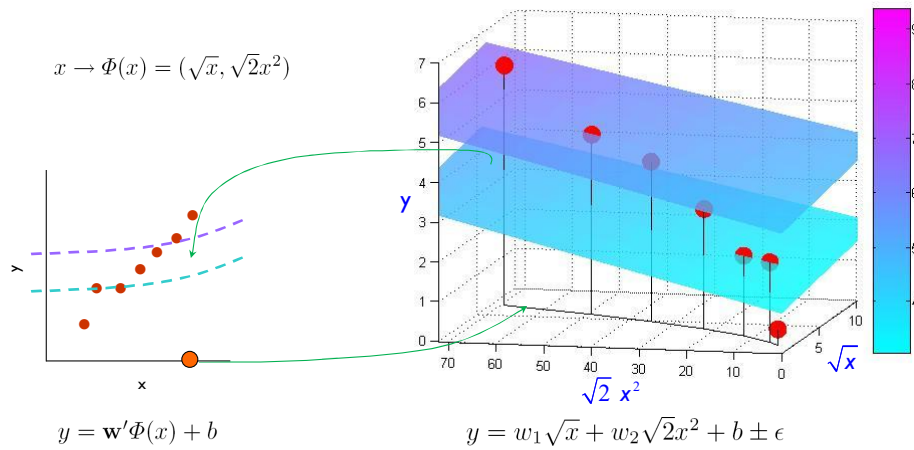 x → Φ(x) = (√x, √2x²)
y
x
y = w′Φ(x) + b
7
6
5
4
3
2
1
0
y
70
60
50
40
30
20
10
0
√2 x²
5
10
√x
y = w₁√x + w₂√2x² + b ± ϵ